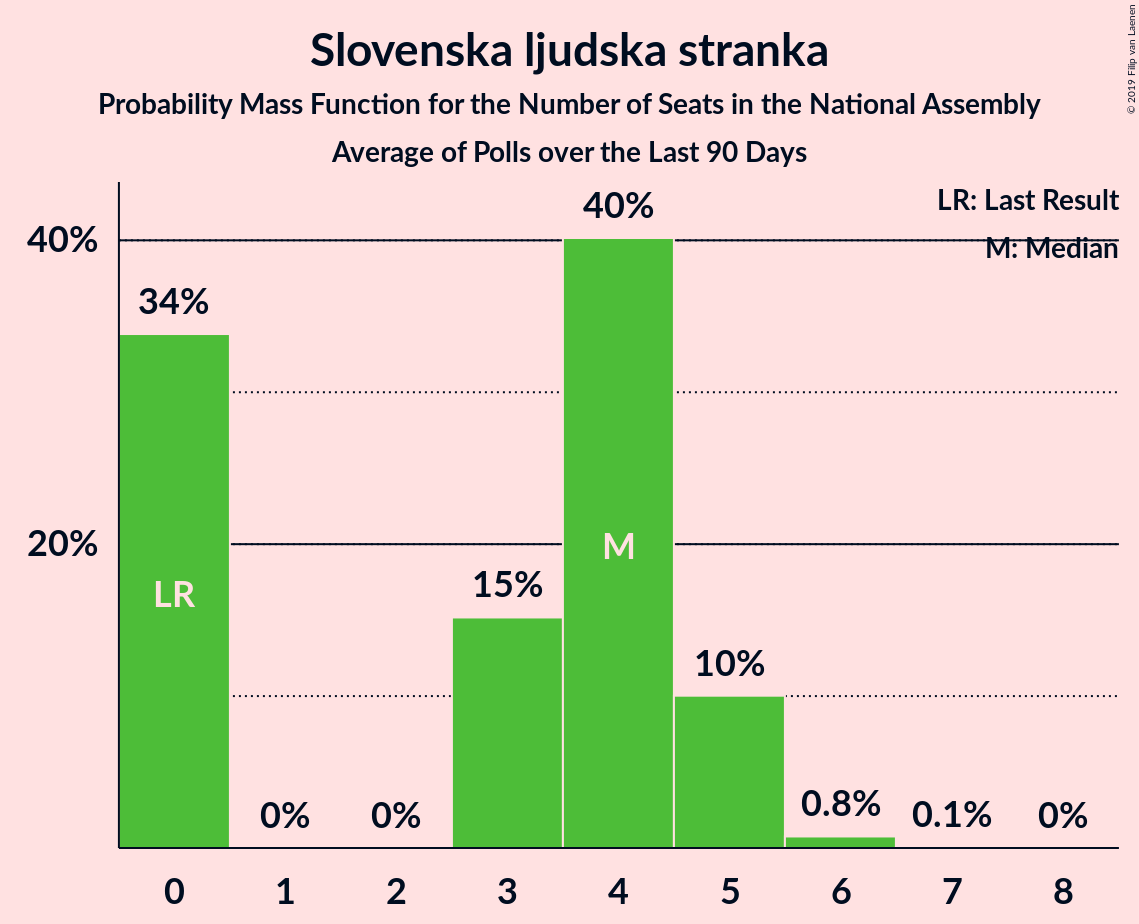 Slovenska ljudska stranka
Probability Mass Function for the Number of Seats in the National Assembly
Average of Polls over the Last 90 Days
© 2019 Filip van Laenen
LR: Last Result
M: Median
40%
20%
34%
0%
0%
15%
40%
10%
0.8%
0.1%
0%
LR
M
0 1 2 3 4 5 6 7 8